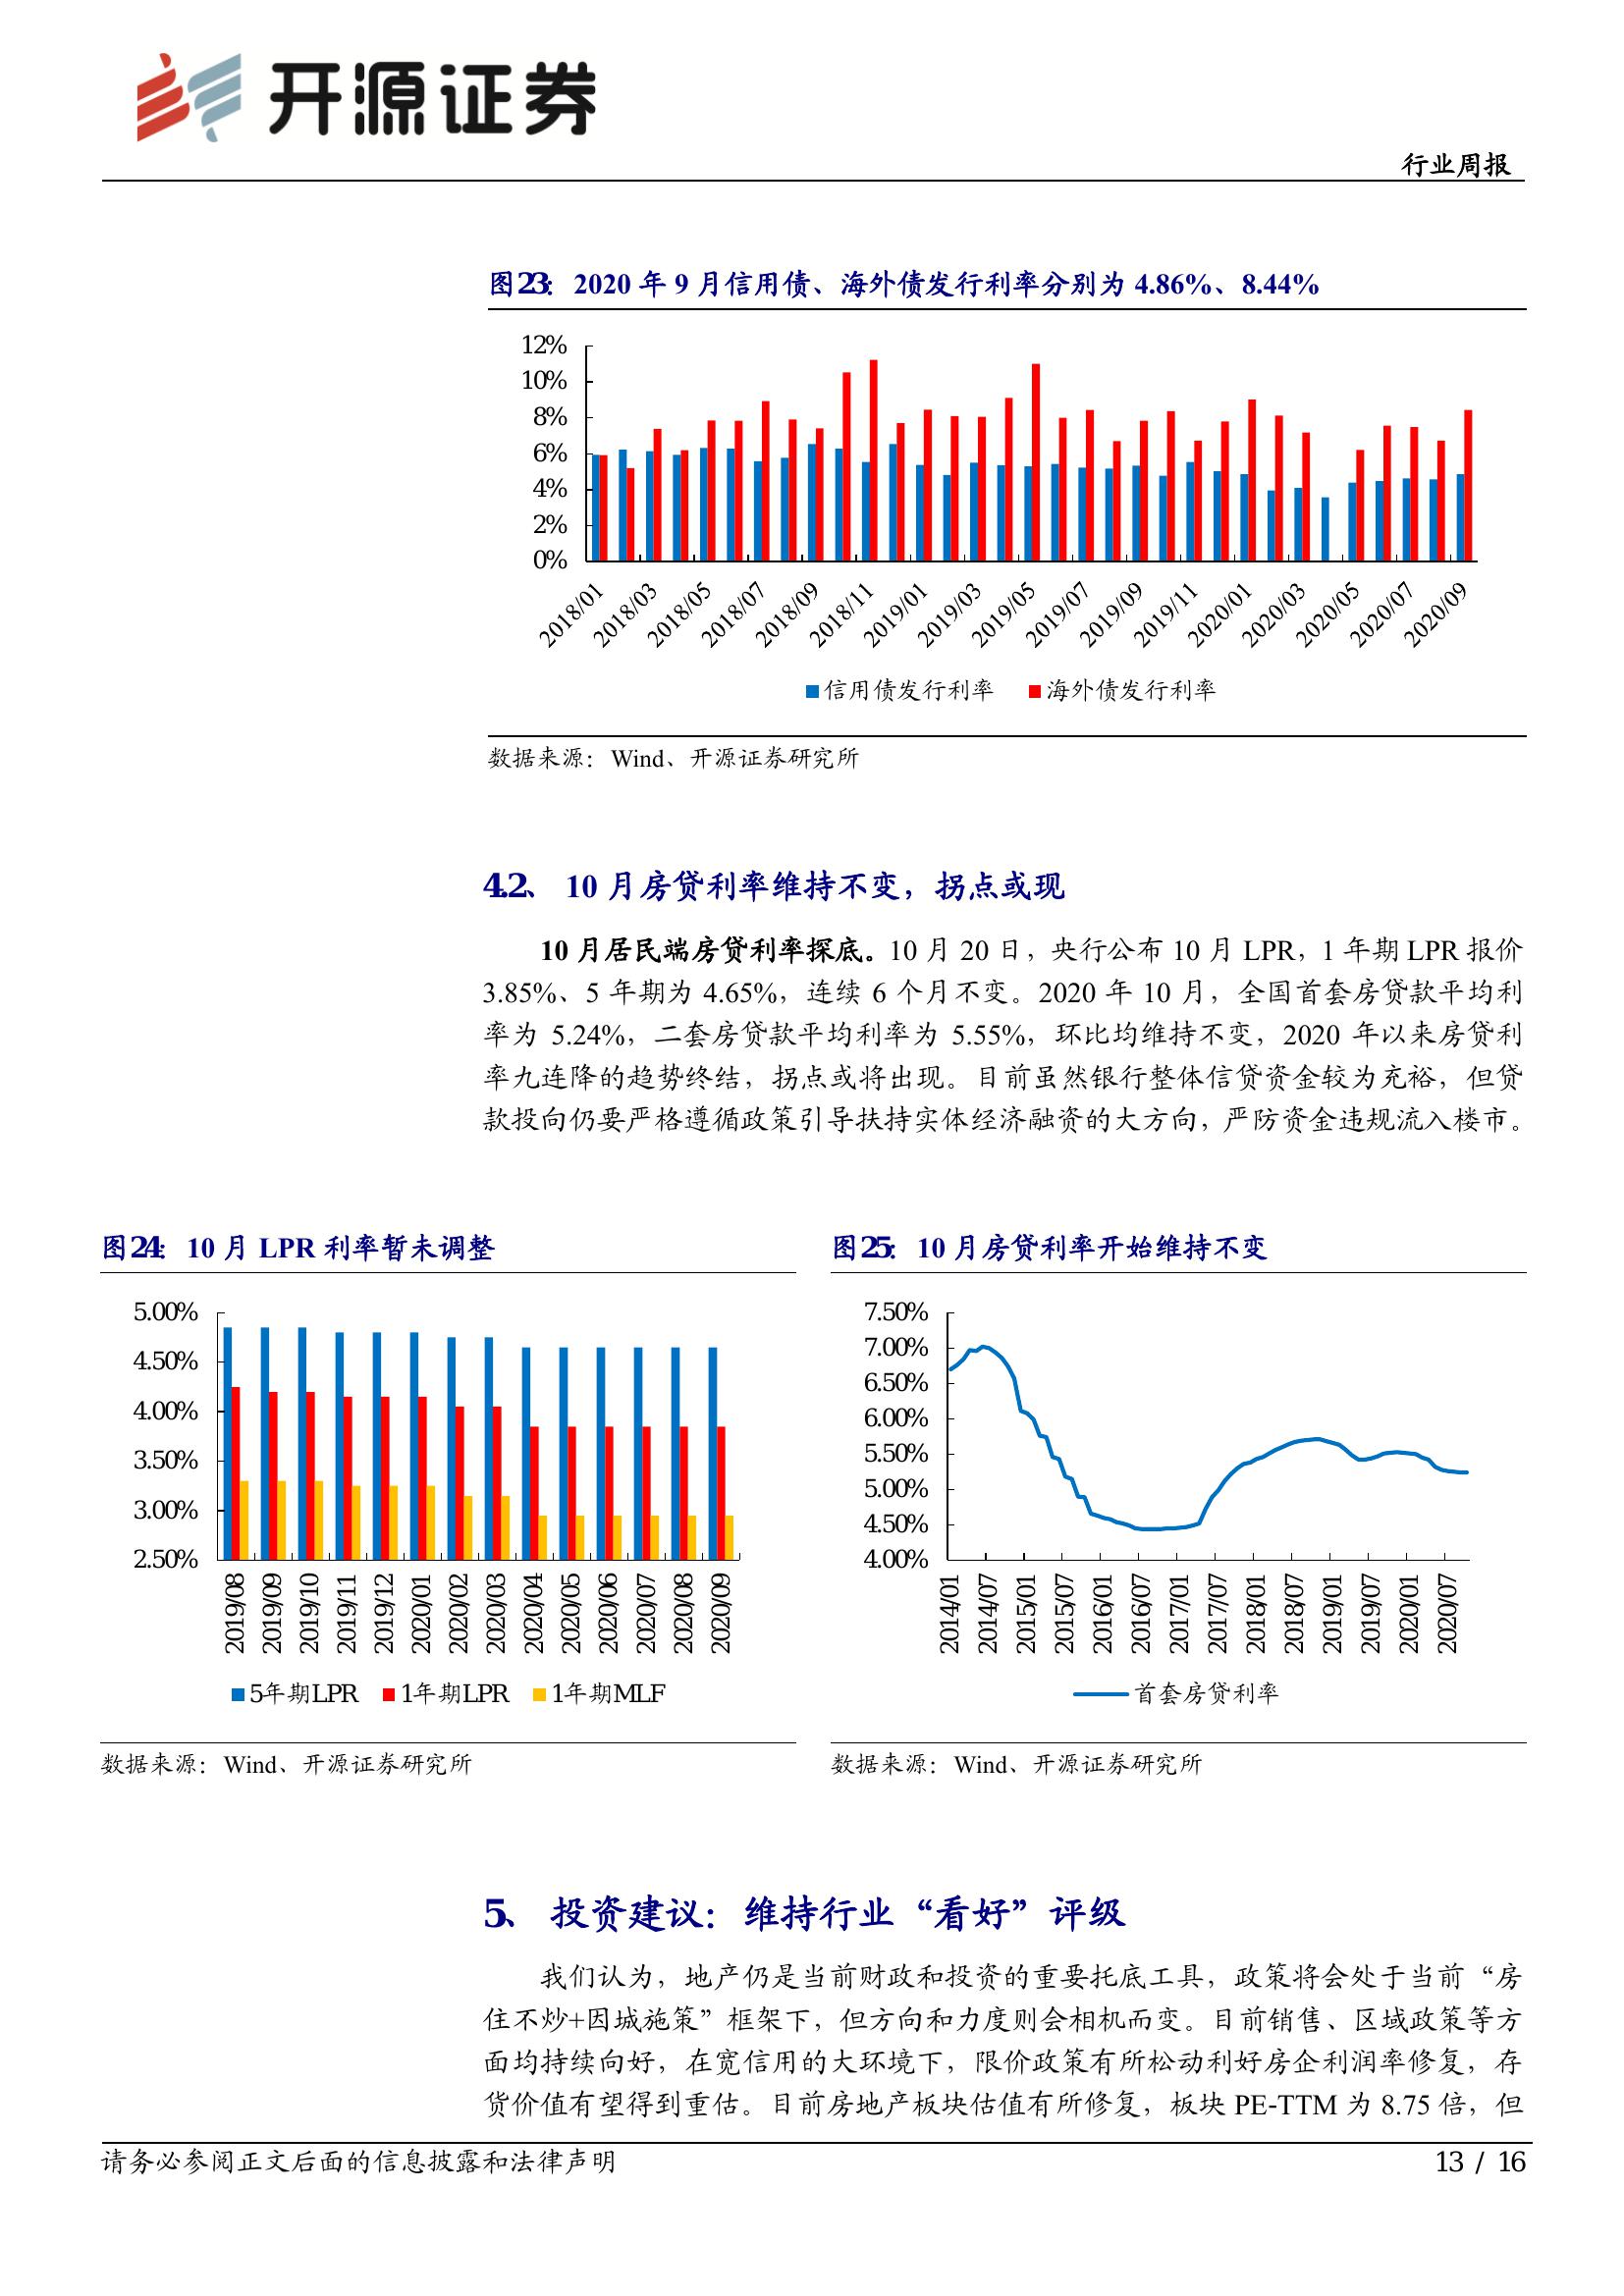 开源证券
行业周报
图23： 2020 年 9 月信用债、海外债发行利率分别为 4.86%、8.44%
12%
10%
8%
6%
4%
2%
0%
2018/01 2018/03 2018/05 2018/07 2018/09 2018/11 2019/01 2019/03 2019/05 2019/07 2019/09 2019/11 2020/01 2020/03 2020/05 2020/07 2020/09
信用债发行利率 海外债发行利率
数据来源：Wind、开源证券研究所
4.2、 10 月房贷利率维持不变，拐点或现
10 月居民端房贷利率探底。10 月 20 日，央行公布 10 月 LPR，1 年期 LPR 报价
3.85%、5 年期为 4.65%，连续 6 个月不变。2020 年 10 月，全国首套房贷款平均利
率为 5.24%，二套房贷款平均利率为 5.55%，环比均维持不变，2020 年以来房贷利
率九连降的趋势终结，拐点或将出现。目前虽然银行整体信贷资金较为充裕，但贷
款投向仍要严格遵循政策引导扶持实体经济融资的大方向，严防资金违规流入楼市。
图24： 10 月 LPR 利率暂未调整
5.00%
4.50%
4.00%
3.50%
3.00%
2.50%
2019/08 2019/09 2019/10 2019/11 2019/12 2020/01 2020/02 2020/03 2020/04 2020/05 2020/06 2020/07 2020/08 2020/09
5年期LPR 1年期LPR 1年期MLF
数据来源：Wind、开源证券研究所
图25： 10 月房贷利率开始维持不变
7.50%
7.00%
6.50%
6.00%
5.50%
5.00%
4.50%
4.00%
2014/01 2014/07 2015/01 2015/07 2016/01 2016/07 2017/01 2017/07 2018/01 2018/07 2019/01 2019/07 2020/01 2020/07
首套房贷利率
数据来源：Wind、开源证券研究所
5、 投资建议：维持行业“看好”评级
我们认为，地产仍是当前财政和投资的重要托底工具，政策将会处于当前“房
住不炒+因城施策”框架下，但方向和力度则会相机而变。目前销售、区域政策等方
面均持续向好，在宽信用的大环境下，限价政策有所松动利好房企利润率修复，存
货价值有望得到重估。目前房地产板块估值有所修复，板块 PE-TTM 为 8.75 倍，但
请务必参阅正文后面的信息披露和法律声明
13 / 16